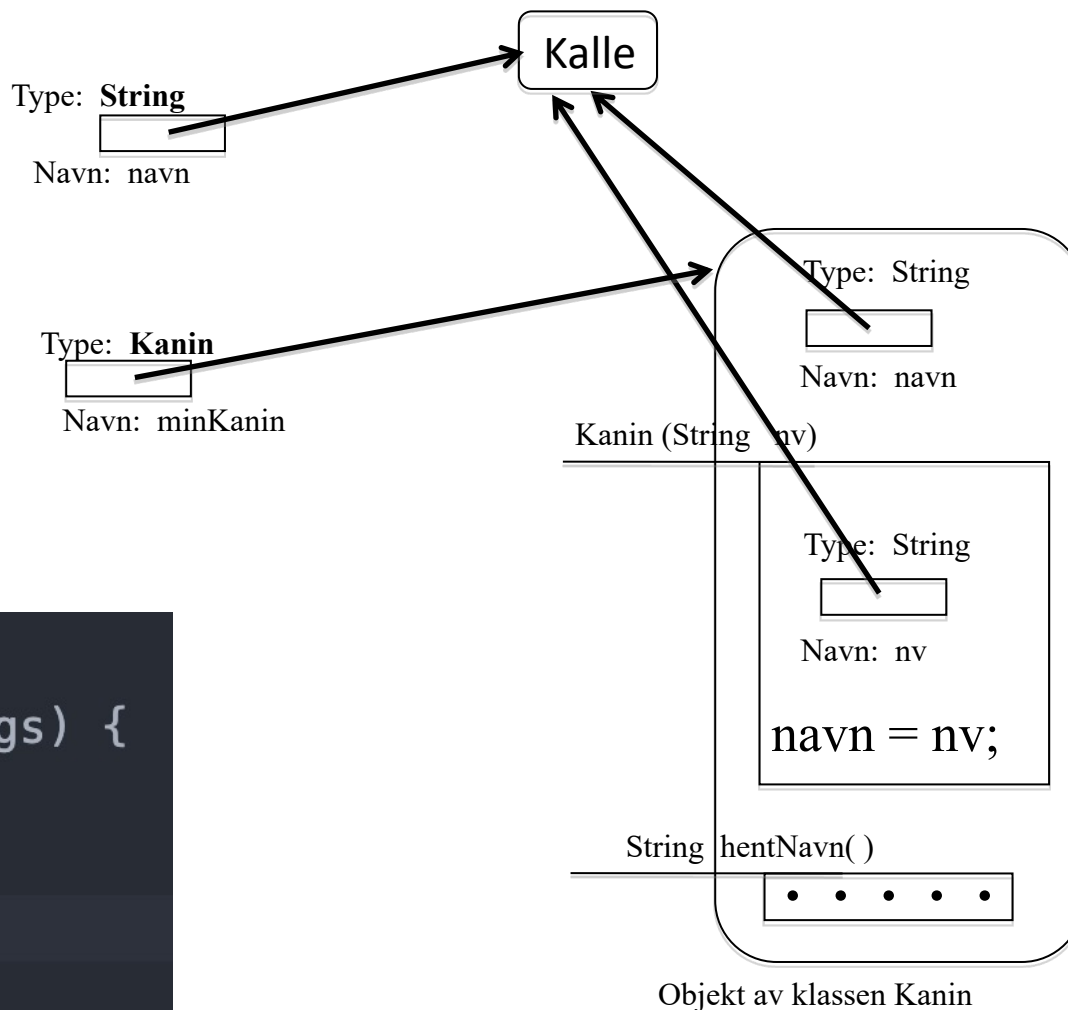 Kalle
Type: String
Navn: navn
Type: String
Type: Kanin
Navn: navn
Navn: minKanin
Kanin (String nv)
Type: String
Navn: nv
gs) {
navn = nv;
String hentNavn( )
• • • • •
Objekt av klassen Kanin